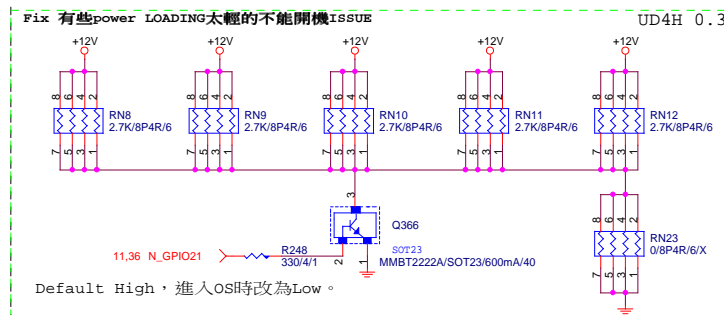 Fix 有些power LOADING太輕的不能開機ISSUE
UD4H 0.3
+12V +12V +12V +12V +12V
8 6 4 2 8 6 4 2 8 6 4 2 8 6 4 2 8 6 4 2
RN8 RN9 RN10 RN11 RN12
2.7K/8P4R/6 2.7K/8P4R/6 2.7K/8P4R/6 2.7K/8P4R/6 2.7K/8P4R/6
7 5 3 1 7 5 3 1 7 5 3 1 7 5 3 1 7 5 3 1
3
8 6 4 2
Q366
RN23
0/8P4R/6/X
11,36 N_GPIO21
R248
330/4/1
2
1
SOT23
MMBT2222A/SOT23/600mA/40
7 5 3 1
Default High，進入OS時改為Low。